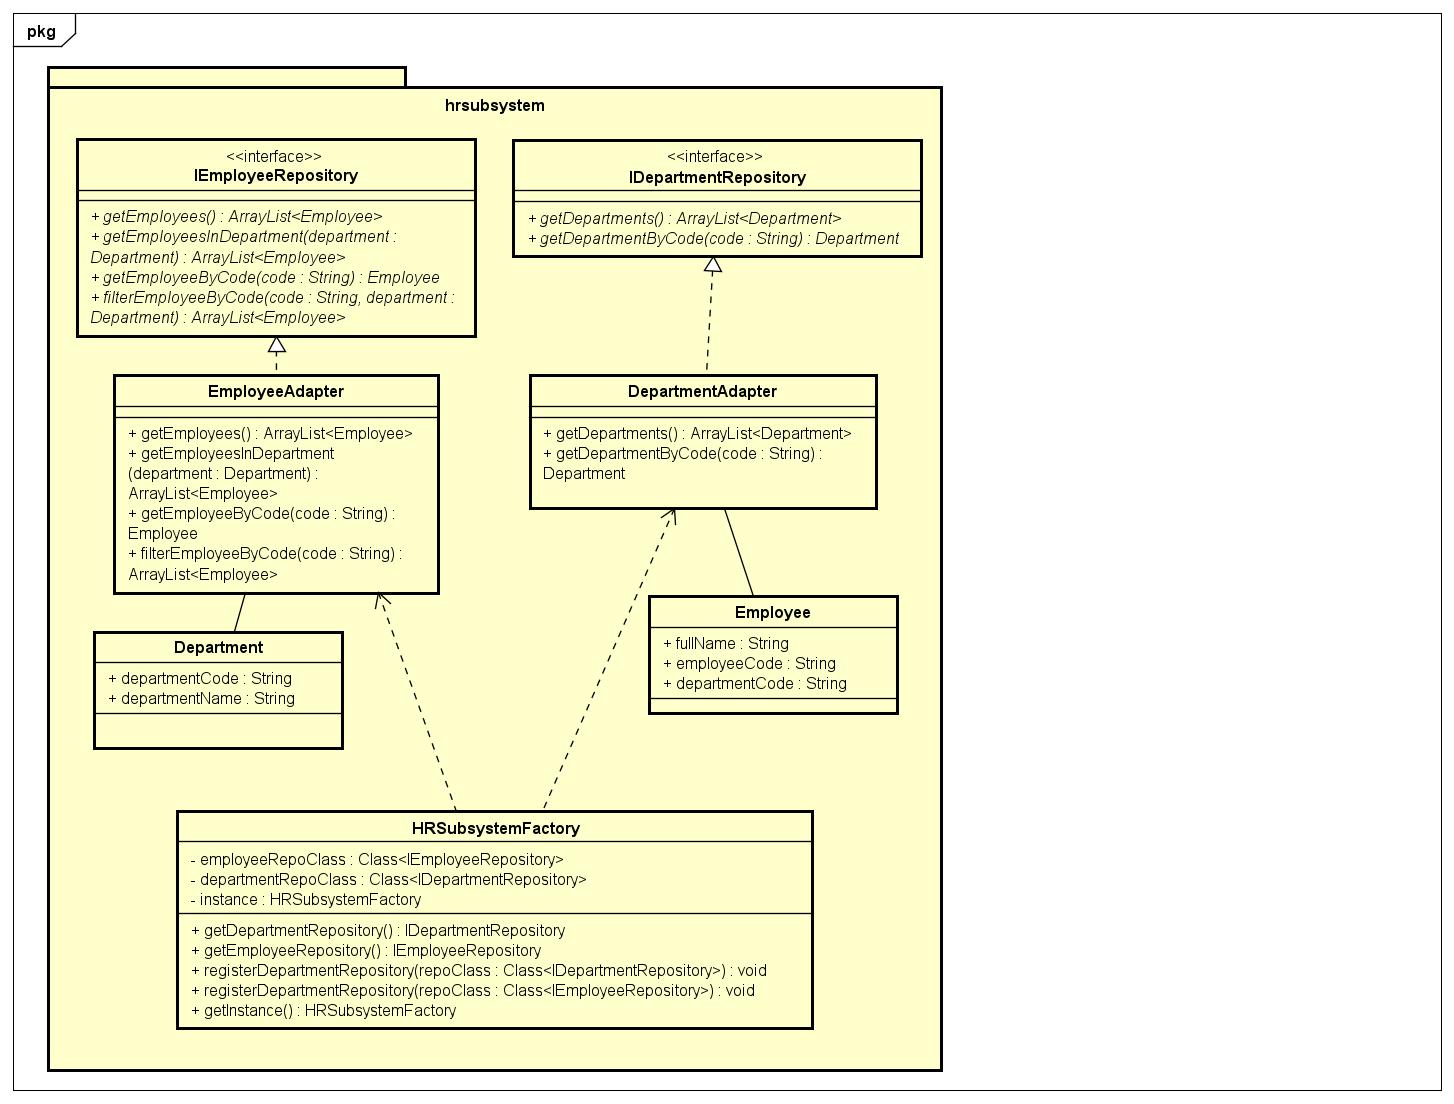 pkg
hrsubsystem
<<interface>>
IEmployeeRepository
+ getEmployees() : ArrayList<Employee>
+ getEmployeesInDepartment(department :
Department) : ArrayList<Employee>
+ getEmployeeByCode(code : String) : Employee
+ filterEmployeeByCode(code : String, department :
Department) : ArrayList<Employee>
<<interface>>
IDepartmentRepository
+ getDepartments() : ArrayList<Department>
+ getDepartmentByCode(code : String) : Department
EmployeeAdapter
+ getEmployees() : ArrayList<Employee>
+ getEmployeesInDepartment
(department : Department) :
ArrayList<Employee>
+ getEmployeeByCode(code : String) :
Employee
+ filterEmployeeByCode(code : String) :
ArrayList<Employee>
DepartmentAdapter
+ getDepartments() : ArrayList<Department>
+ getDepartmentByCode(code : String) :
Department
Department
+ departmentCode : String
+ departmentName : String
Employee
+ fullName : String
+ employeeCode : String
+ departmentCode : String
HRSubsystemFactory
- employeeRepoClass : Class<IEmployeeRepository>
- departmentRepoClass : Class<IDepartmentRepository>
- instance : HRSubsystemFactory
+ getDepartmentRepository() : IDepartmentRepository
+ getEmployeeRepository() : IEmployeeRepository
+ registerDepartmentRepository(repoClass : Class<IDepartmentRepository>) : void
+ registerDepartmentRepository(repoClass : Class<IEmployeeRepository>) : void
+ getInstance() : HRSubsystemFactory